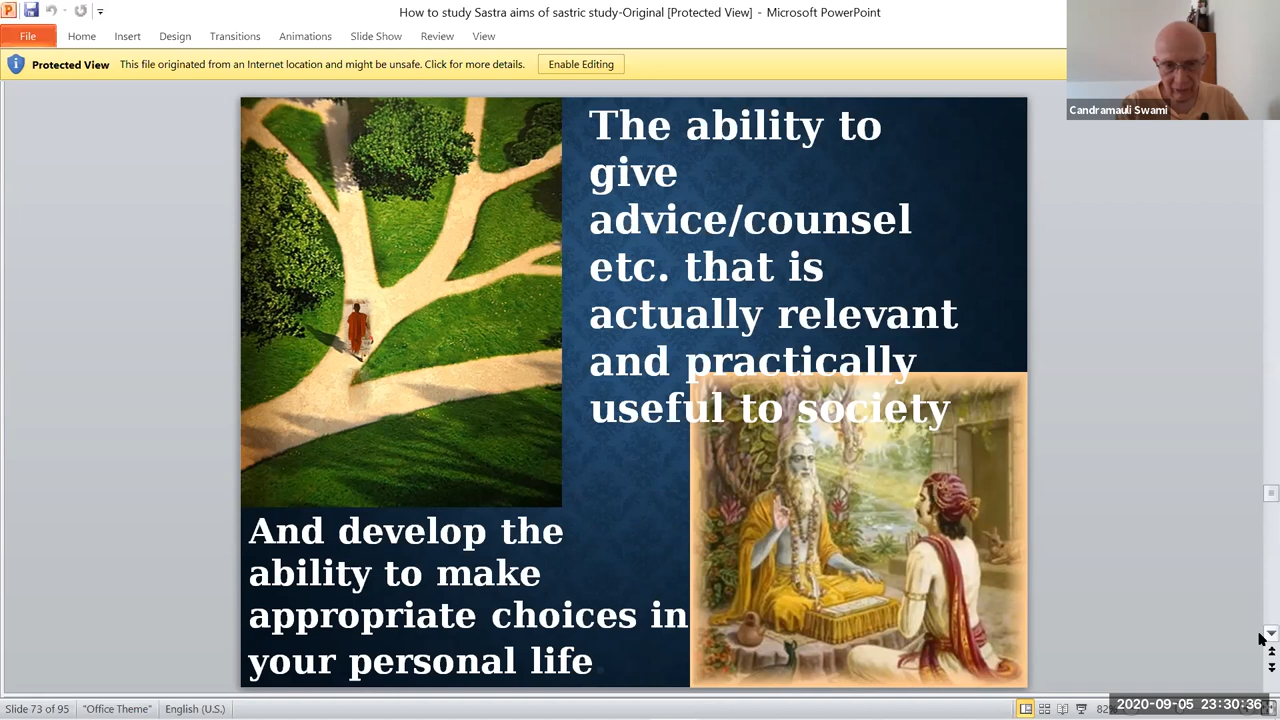 How to study Sastra aims of sastric study-Original [Protected View] - Microsoft PowerPoint
File Home Insert Design Transitions Animations Slide Show Review View
Protected View This file originated from an Internet location and might be unsafe. Click for more details. Enable Editing
Candramauli Swami
The ability to
give
advice/counsel
etc. that is
actually relevant
and practically
useful to society
And develop the
ability to make
appropriate choices in
your personal life
Slide 73 of 95 "Office Theme" English (U.S.) 82%
2020-09-05 23:30:36